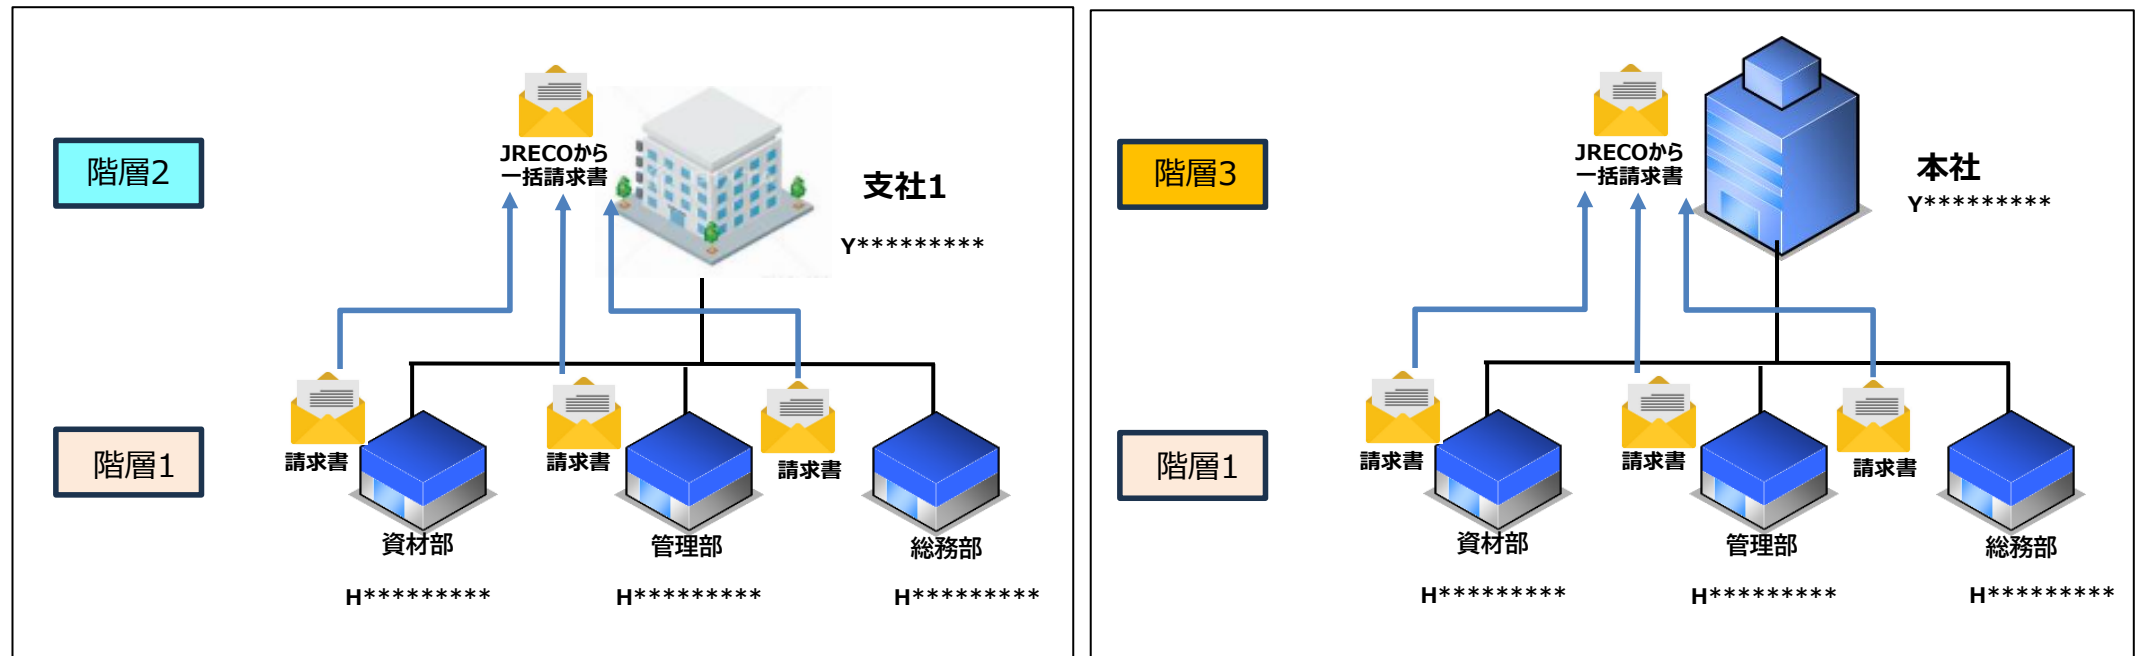 階層2
JRECOから
一括請求書
支社1
Y*********
階層1
請求書
請求書
請求書
資材部
管理部
総務部
H*********
H*********
H*********
階層3
JRECOから
一括請求書
本社
Y*********
階層1
請求書
請求書
請求書
資材部
管理部
総務部
H*********
H*********
H*********